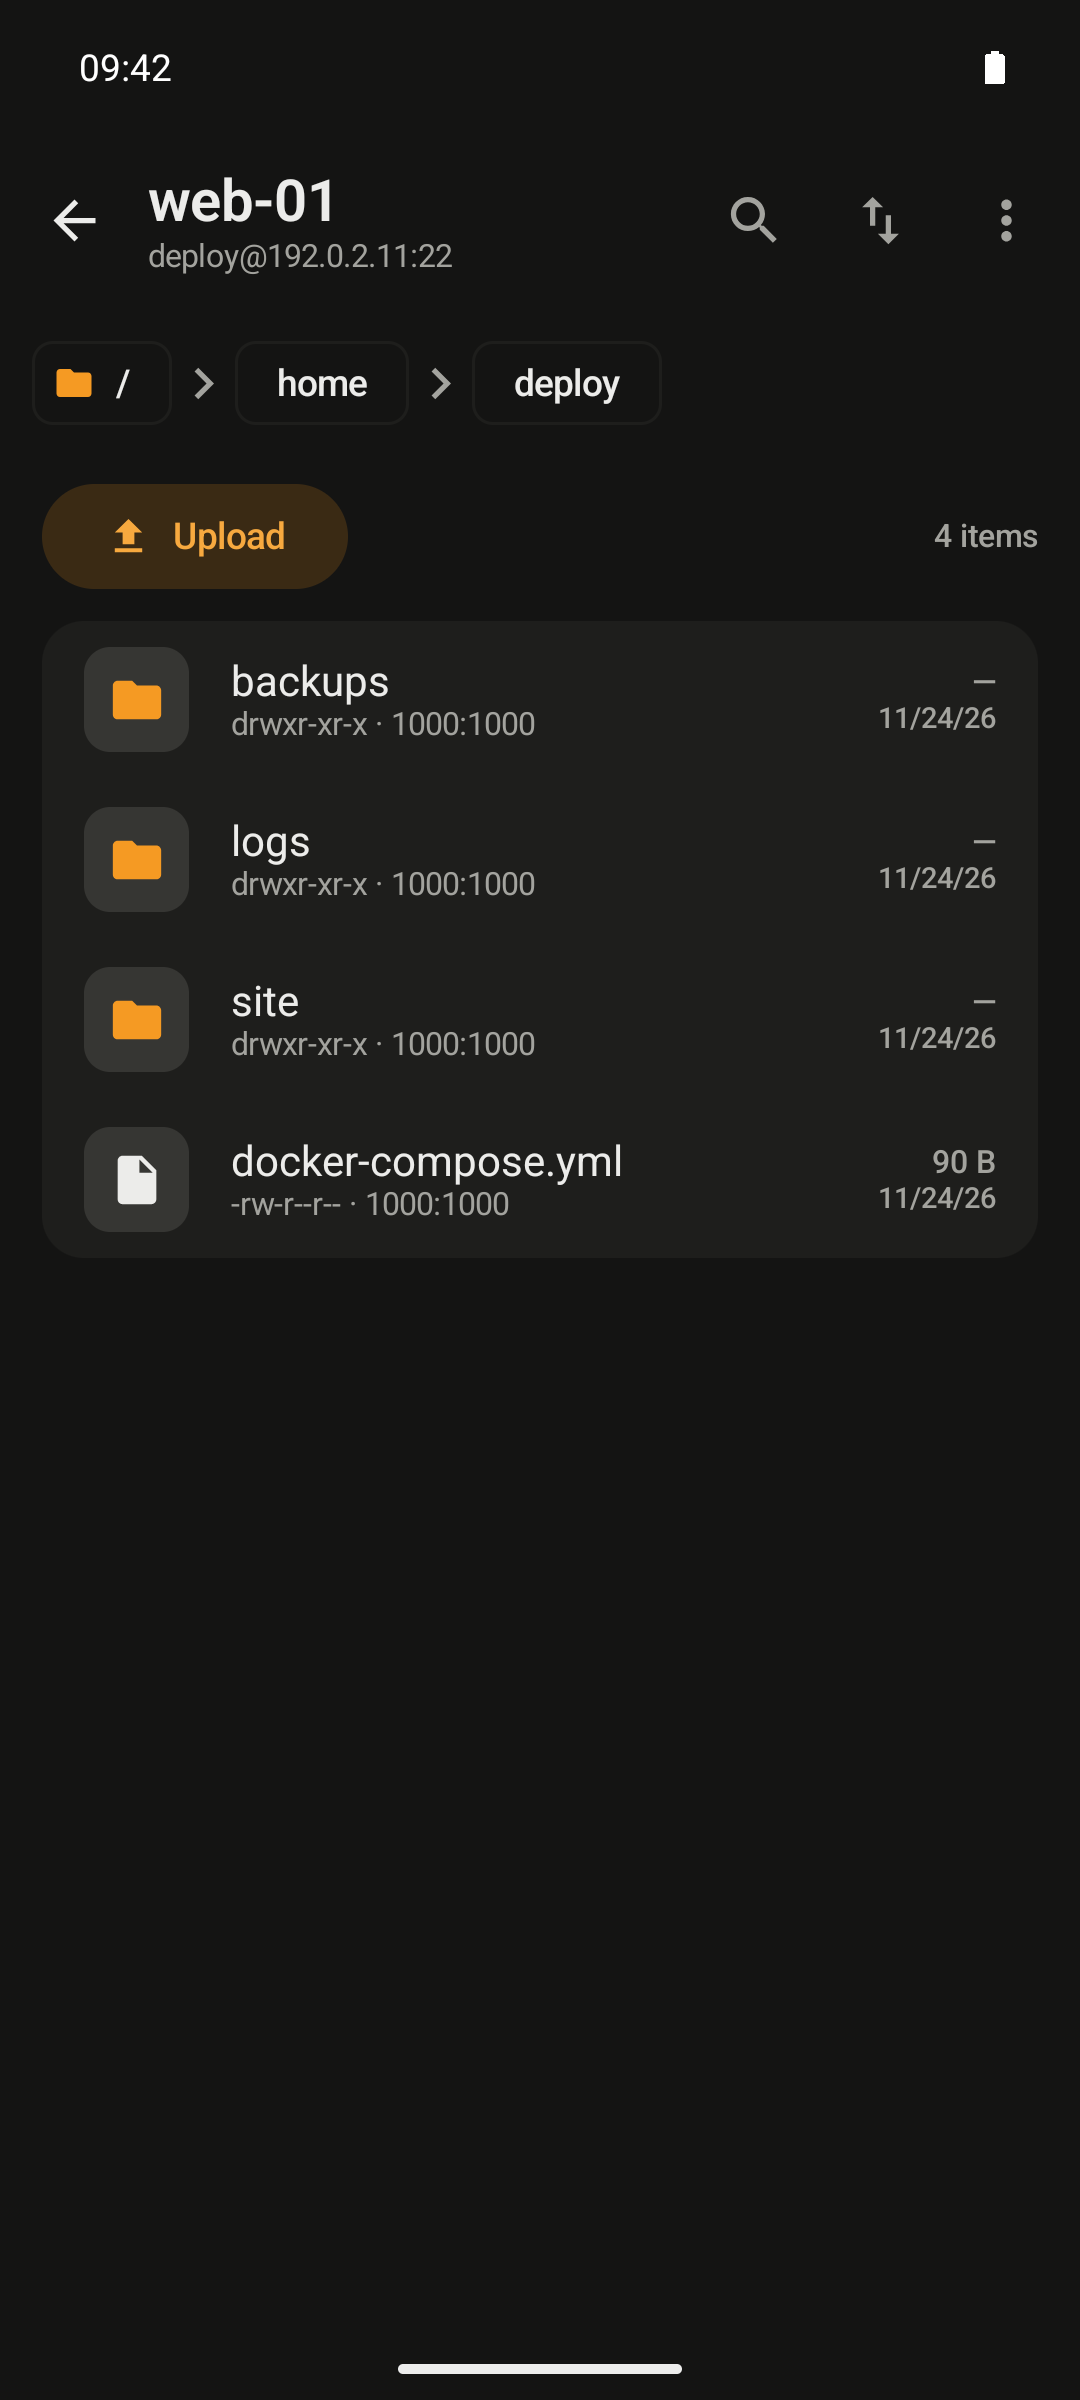 09:42
web-01
deploy@192.0.2.11:22
/ home deploy
Upload
4 items
backups
–
drwxr-xr-x · 1000:1000
11/24/26
logs
–
drwxr-xr-x · 1000:1000
11/24/26
site
–
drwxr-xr-x · 1000:1000
11/24/26
docker-compose.yml
90 B
-rw-r--r-- · 1000:1000
11/24/26